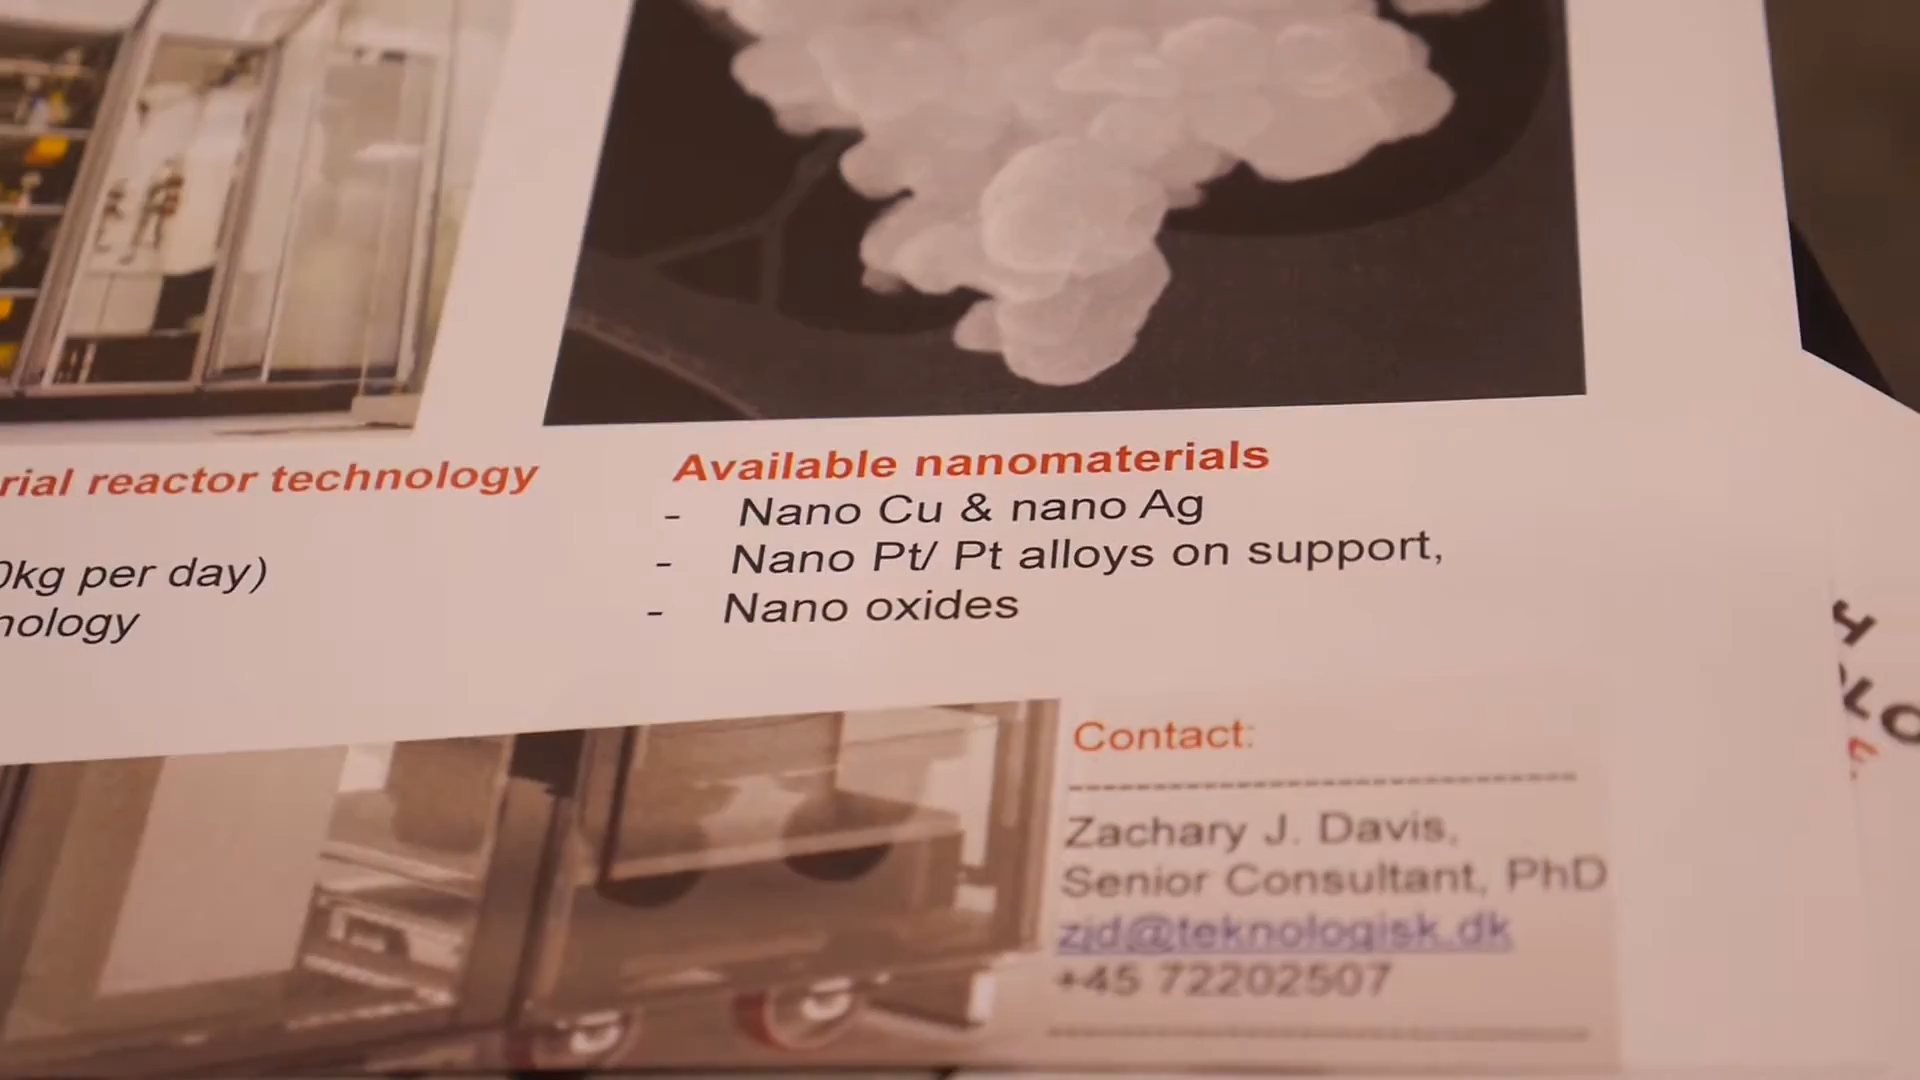 rial reactor technology
kg per day)
nology
Available nanomaterials
- Nano Cu & nano Ag
- Nano Pt/ Pt alloys on support,
- Nano oxides
Contact:
Zachary J. Davis,
Senior Consultant, PhD
zjd@teknologisk.dk
+45 72202507